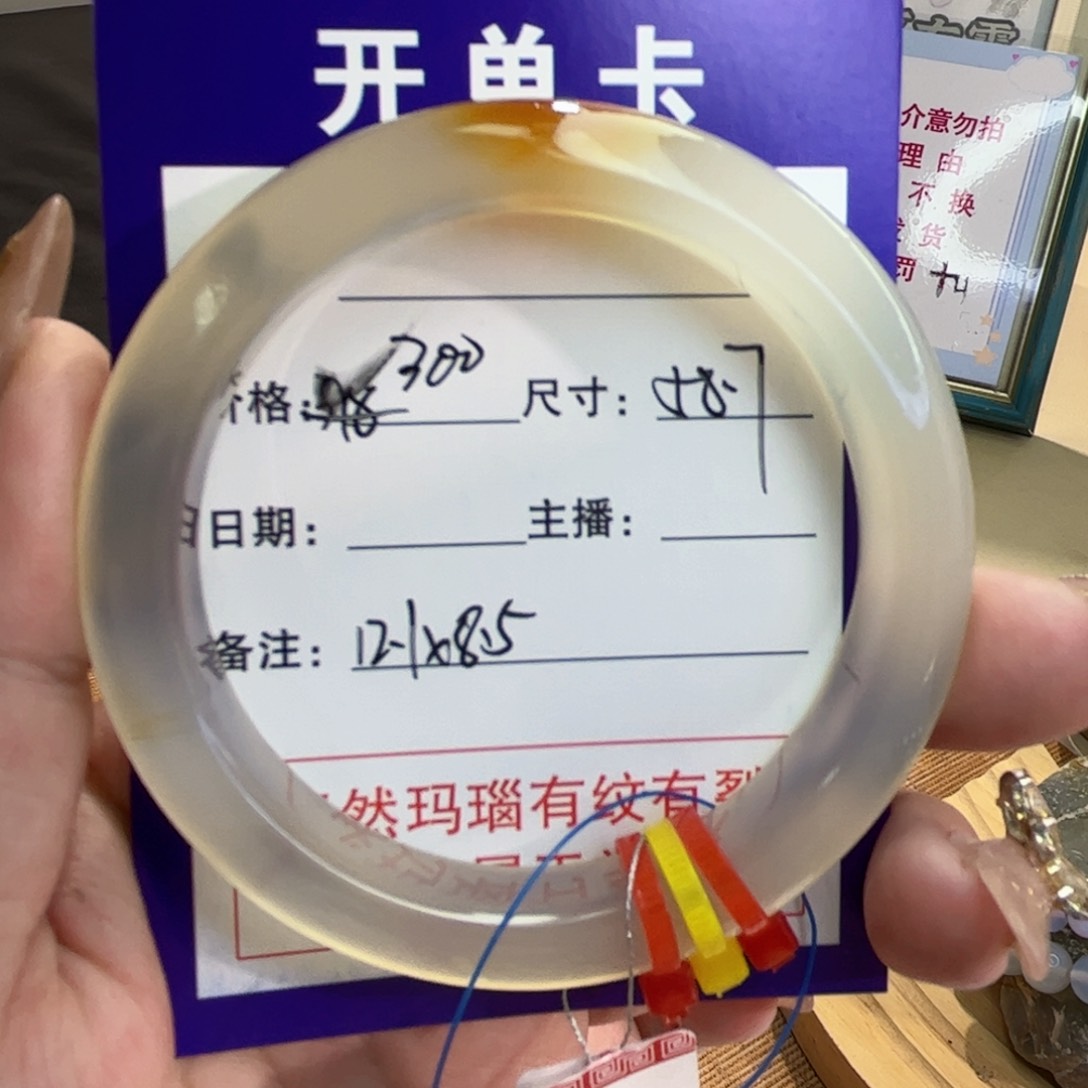 开单卡
价格：300 尺寸：58.7
日期： 主播：
备注：12.1x8.5
然玛瑙有纹有裂
介意勿拍
理由
不换
货
罚